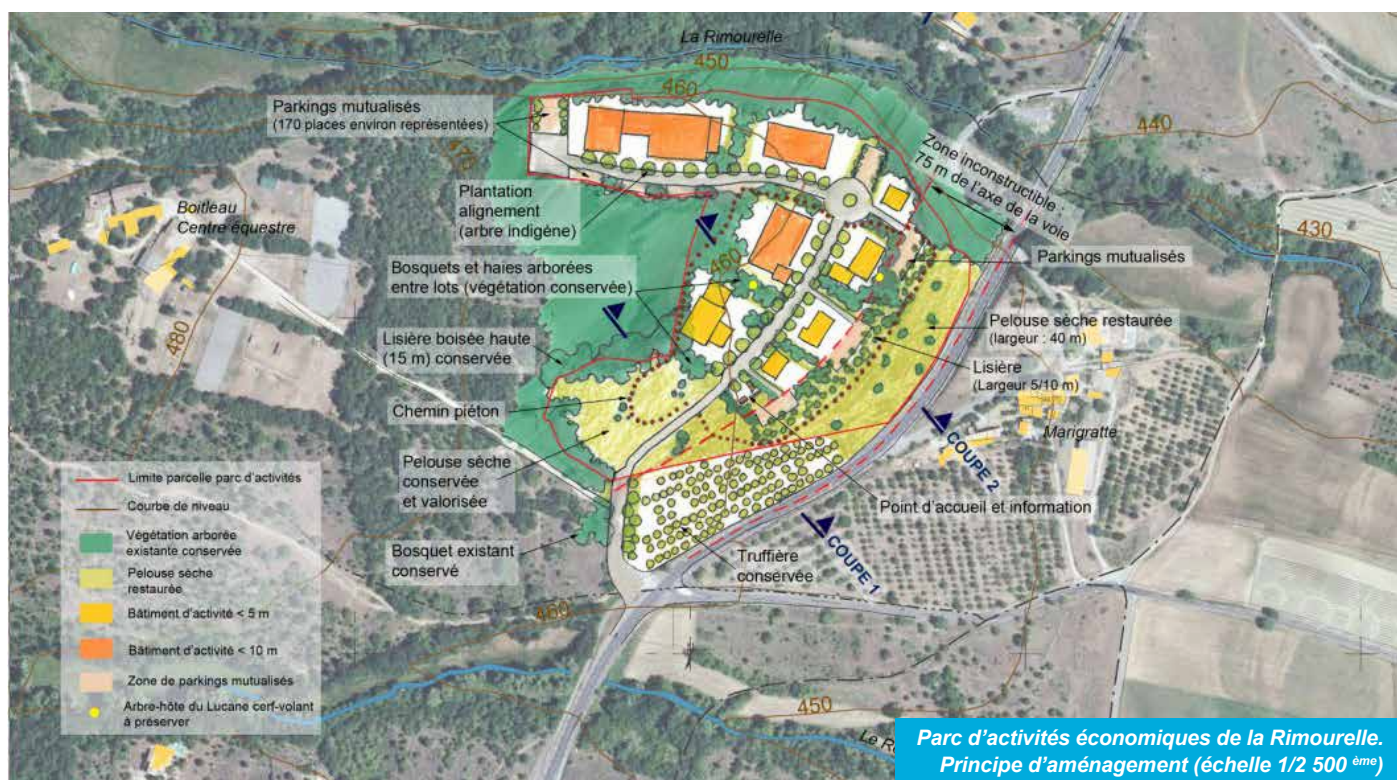 La Rimourelle
450
460
440
Parkings mutualisés
(170 places environ représentées)
Zone inconstructible :
75 m de l'axe de la voie
Plantation
alignement
(arbre indigène)
Boitleau
Centre équestre
430
Parkings mutualisés
460
Bosquets et haies arborées
entre lots (végétation conservée)
480
Pelouse sèche restaurée
(largeur : 40 m)
Lisière boisée haute
(15 m) conservée
Lisière
(Largeur 5/10 m)
Chemin piéton
Marigratte
COUPE 2
Pelouse sèche
conservée
et valorisée
Point d'accueil et information
COUPE 1
Bosquet existant
conservé
Truffière
conservée
Limite parcelle parc d'activités
Courbe de niveau
Végétation arborée
existante conservée
Pelouse sèche
restaurée
Bâtiment d'activité < 5 m
Bâtiment d'activité < 10 m
Zone de parkings mutualisés
Arbre-hôte du Lucane cerf-volant
à préserver
460
450
Parc d'activités économiques de la Rimourelle.
Principe d'aménagement (échelle 1/2 500 ème)